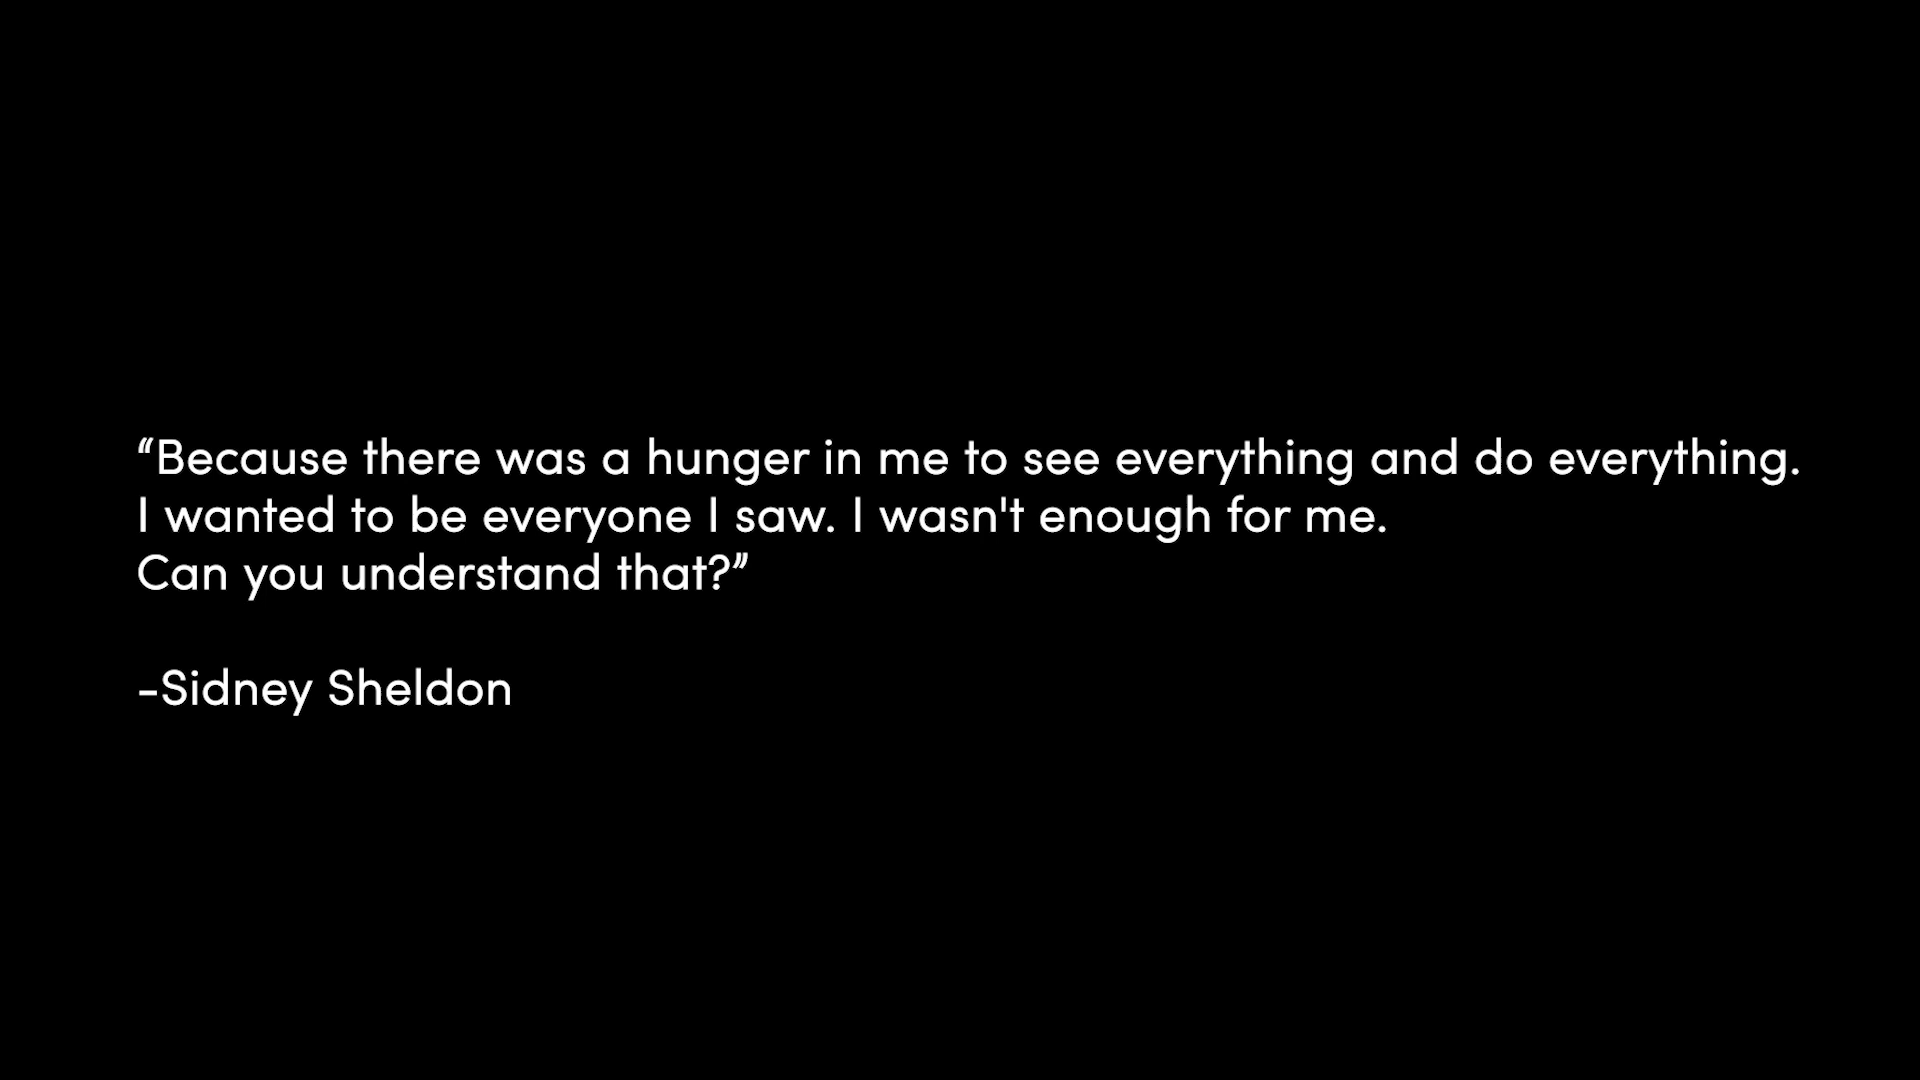 “Because there was a hunger in me to see everything and do everything.
I wanted to be everyone I saw. I wasn't enough for me.
Can you understand that?”
-Sidney Sheldon